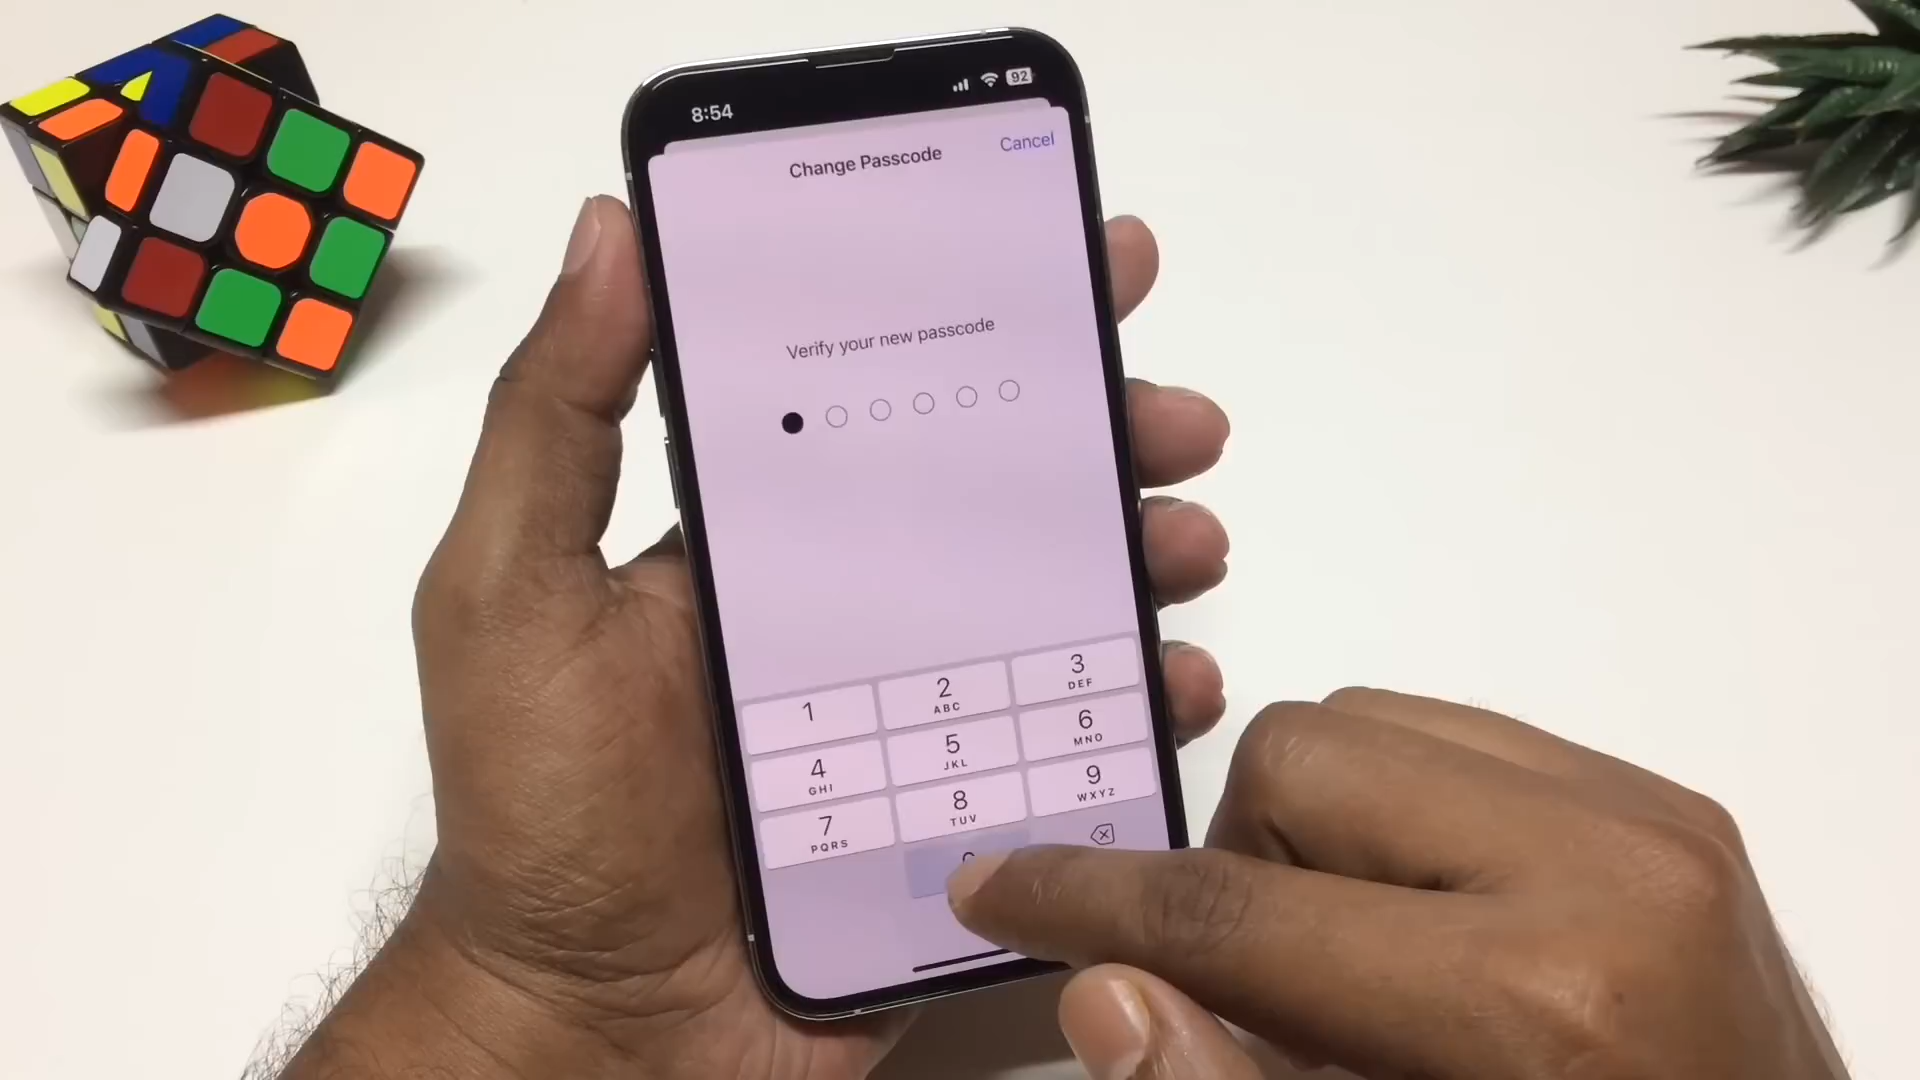 8:54
92
Change Passcode
Cancel
Verify your new passcode
1
2
ABC
3
DEF
4
GHI
5
JKL
6
MNO
7
PQRS
8
TUV
9
WXYZ